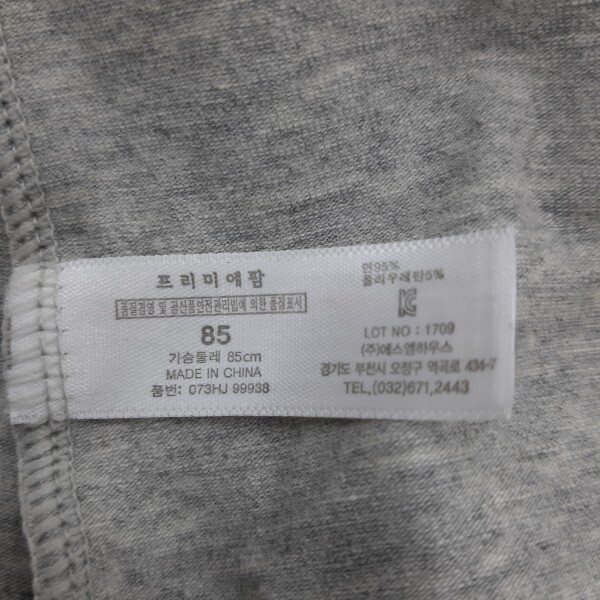 프리미에팜
품질경영 및 공산품안전관리법에 의한 품질표시
85
가슴둘레 85cm
MADE IN CHINA
품번: 073HJ 99938
면95%
폴리우레탄5%
LOT NO : 1709
(주)에스엠하우스
경기도 부천시 오정구 역곡로 434-7
TEL.(032)671.2443